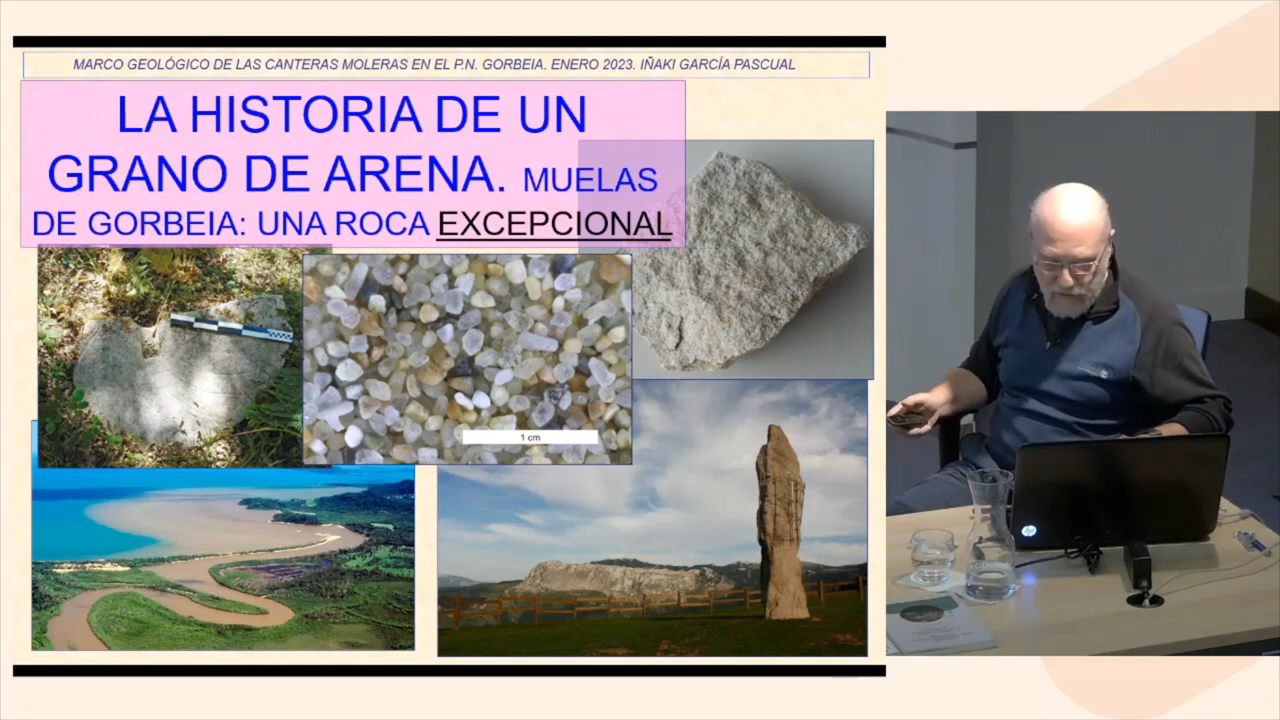 MARCO GEOLÓGICO DE LAS CANTERAS MOLERAS EN EL P.N. GORBEIA. ENERO 2023. IÑAKI GARCÍA PASCUAL
LA HISTORIA DE UN
GRANO DE ARENA. MUELAS
DE GORBEIA: UNA ROCA EXCEPCIONAL
1 cm
hp